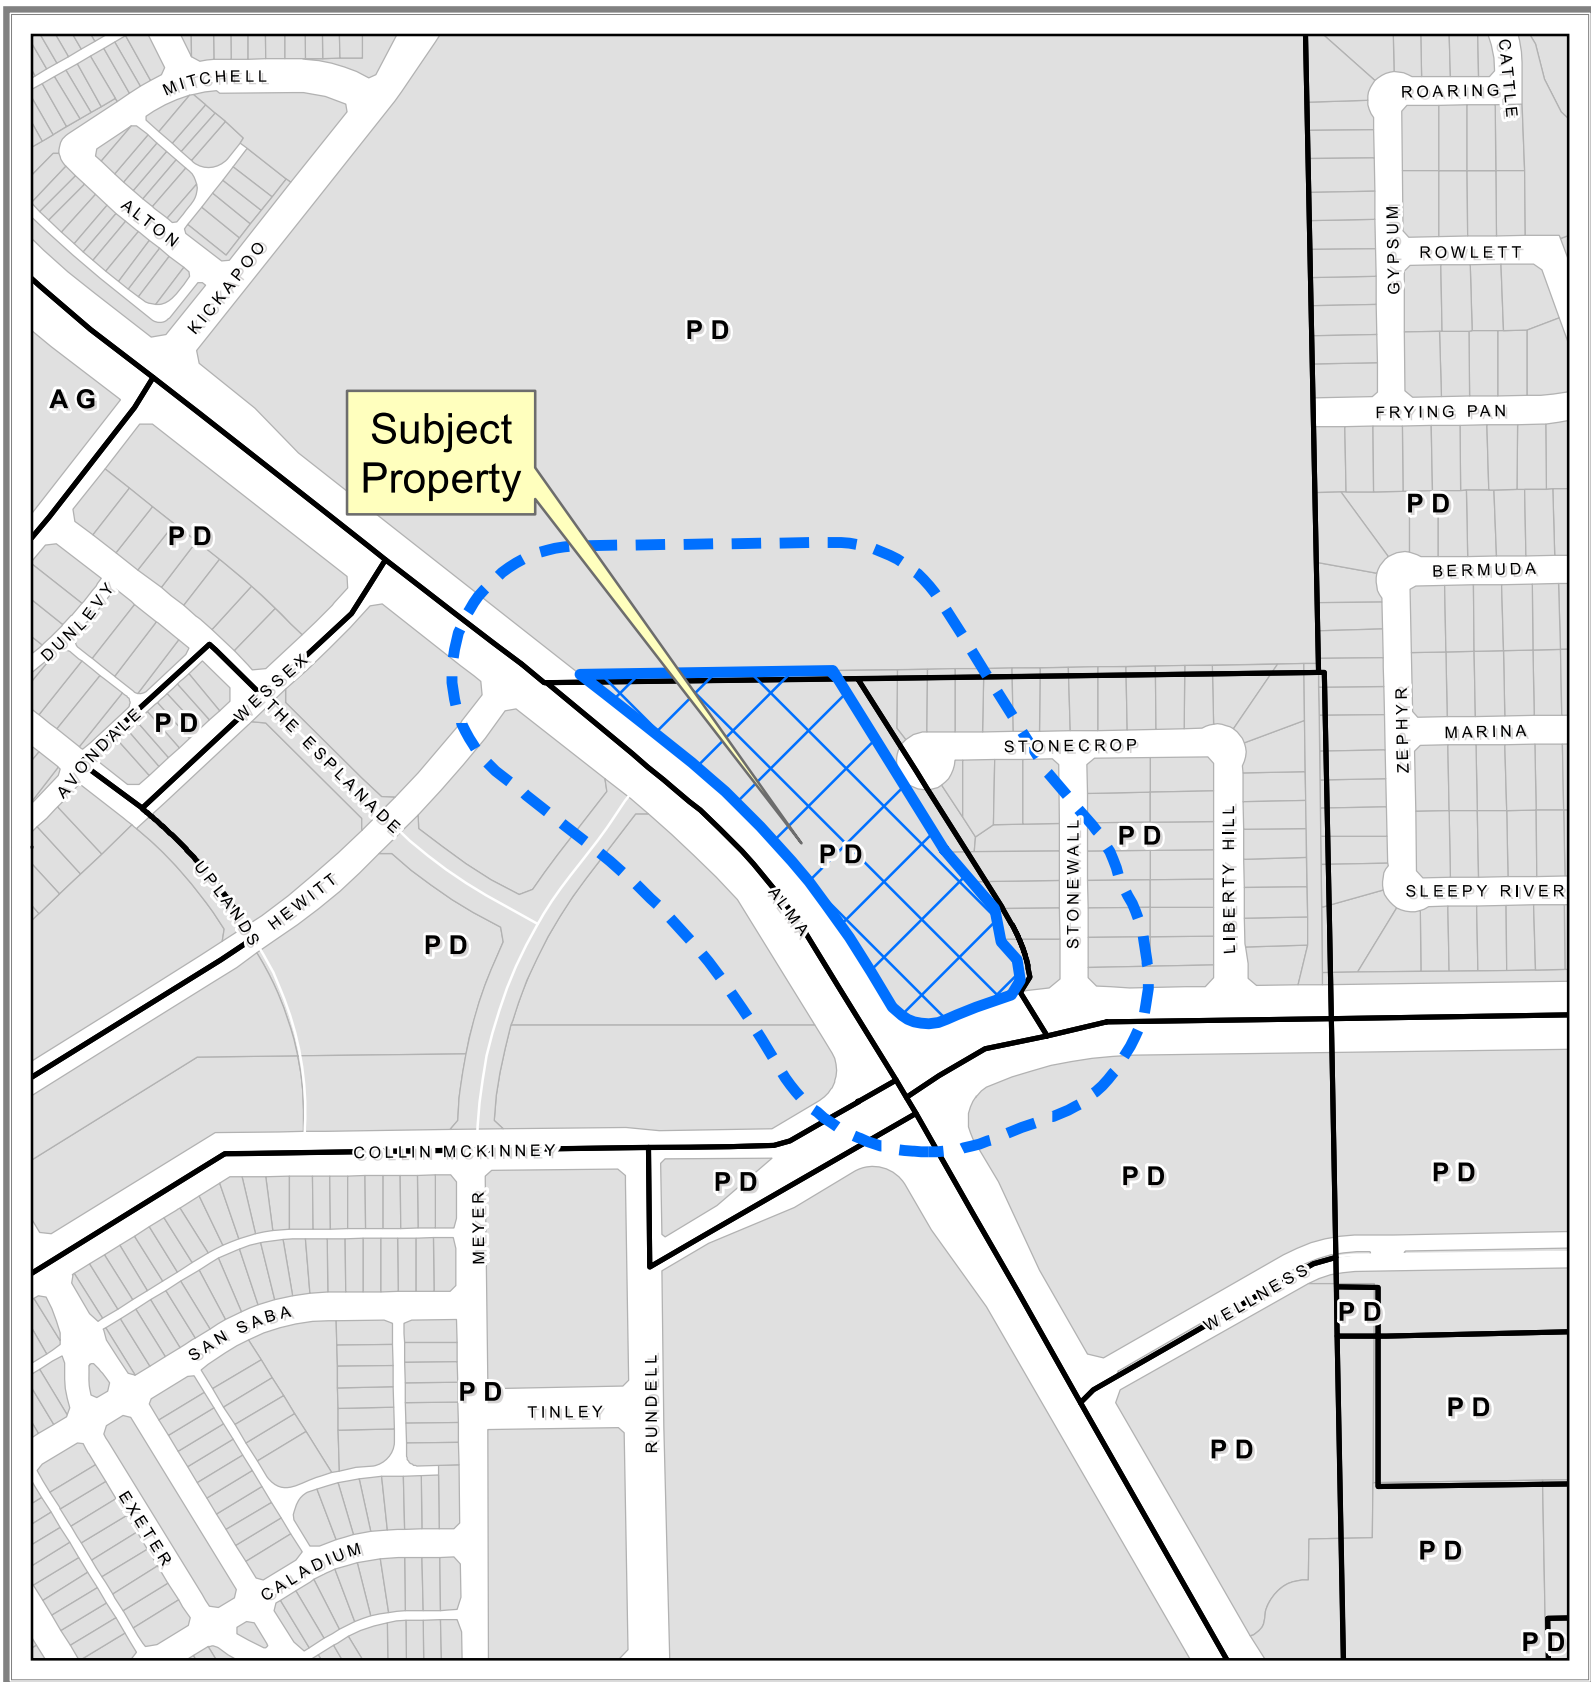 MITCHELL
CATTLE
ROARING
ALTON
KICKAPOO
GYPSUM
ROWLETT
PD
AG
FRYING PAN
Subject
Property
PD
PD
BERMUDA
DUNLEVY
WESSEX
PD
AVONDALE
THE ESPLANADE
STONECROP
ZEPHYR
MARINA
PD
PD
STONEWALL
LIBERTY HILL
UPLANDS
HEWITT
ALMA
SLEEPY RIVER
PD
COLLIN MCKINNEY
PD
PD
PD
MEYER
WELLNESS
PD
SAN SABA
PD
TINLEY
RUNDELL
PD
PD
EXETER
CALADIUM
PD
PD